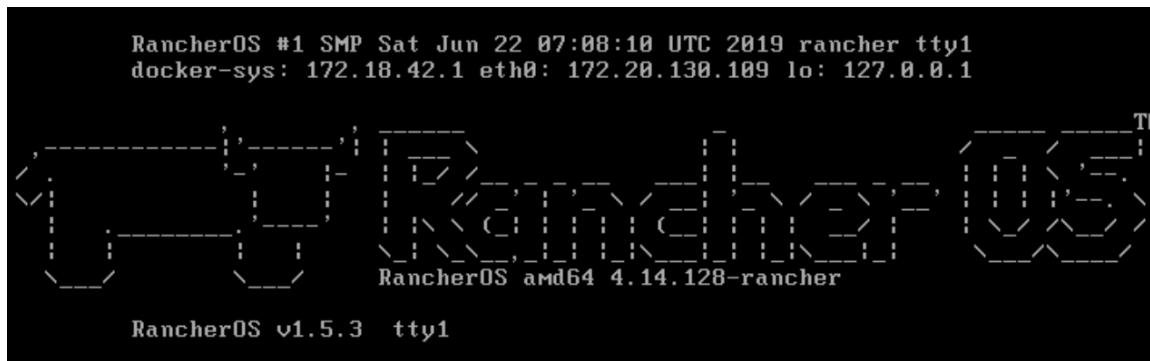 RancherOS #1 SMP Sat Jun 22 07:08:10 UTC 2019 rancher tty1
docker-sys: 172.18.42.1 eth0: 172.20.130.109 lo: 127.0.0.1
Rancher OS
RancherOS amd64 4.14.128-rancher
RancherOS v1.5.3 tty1